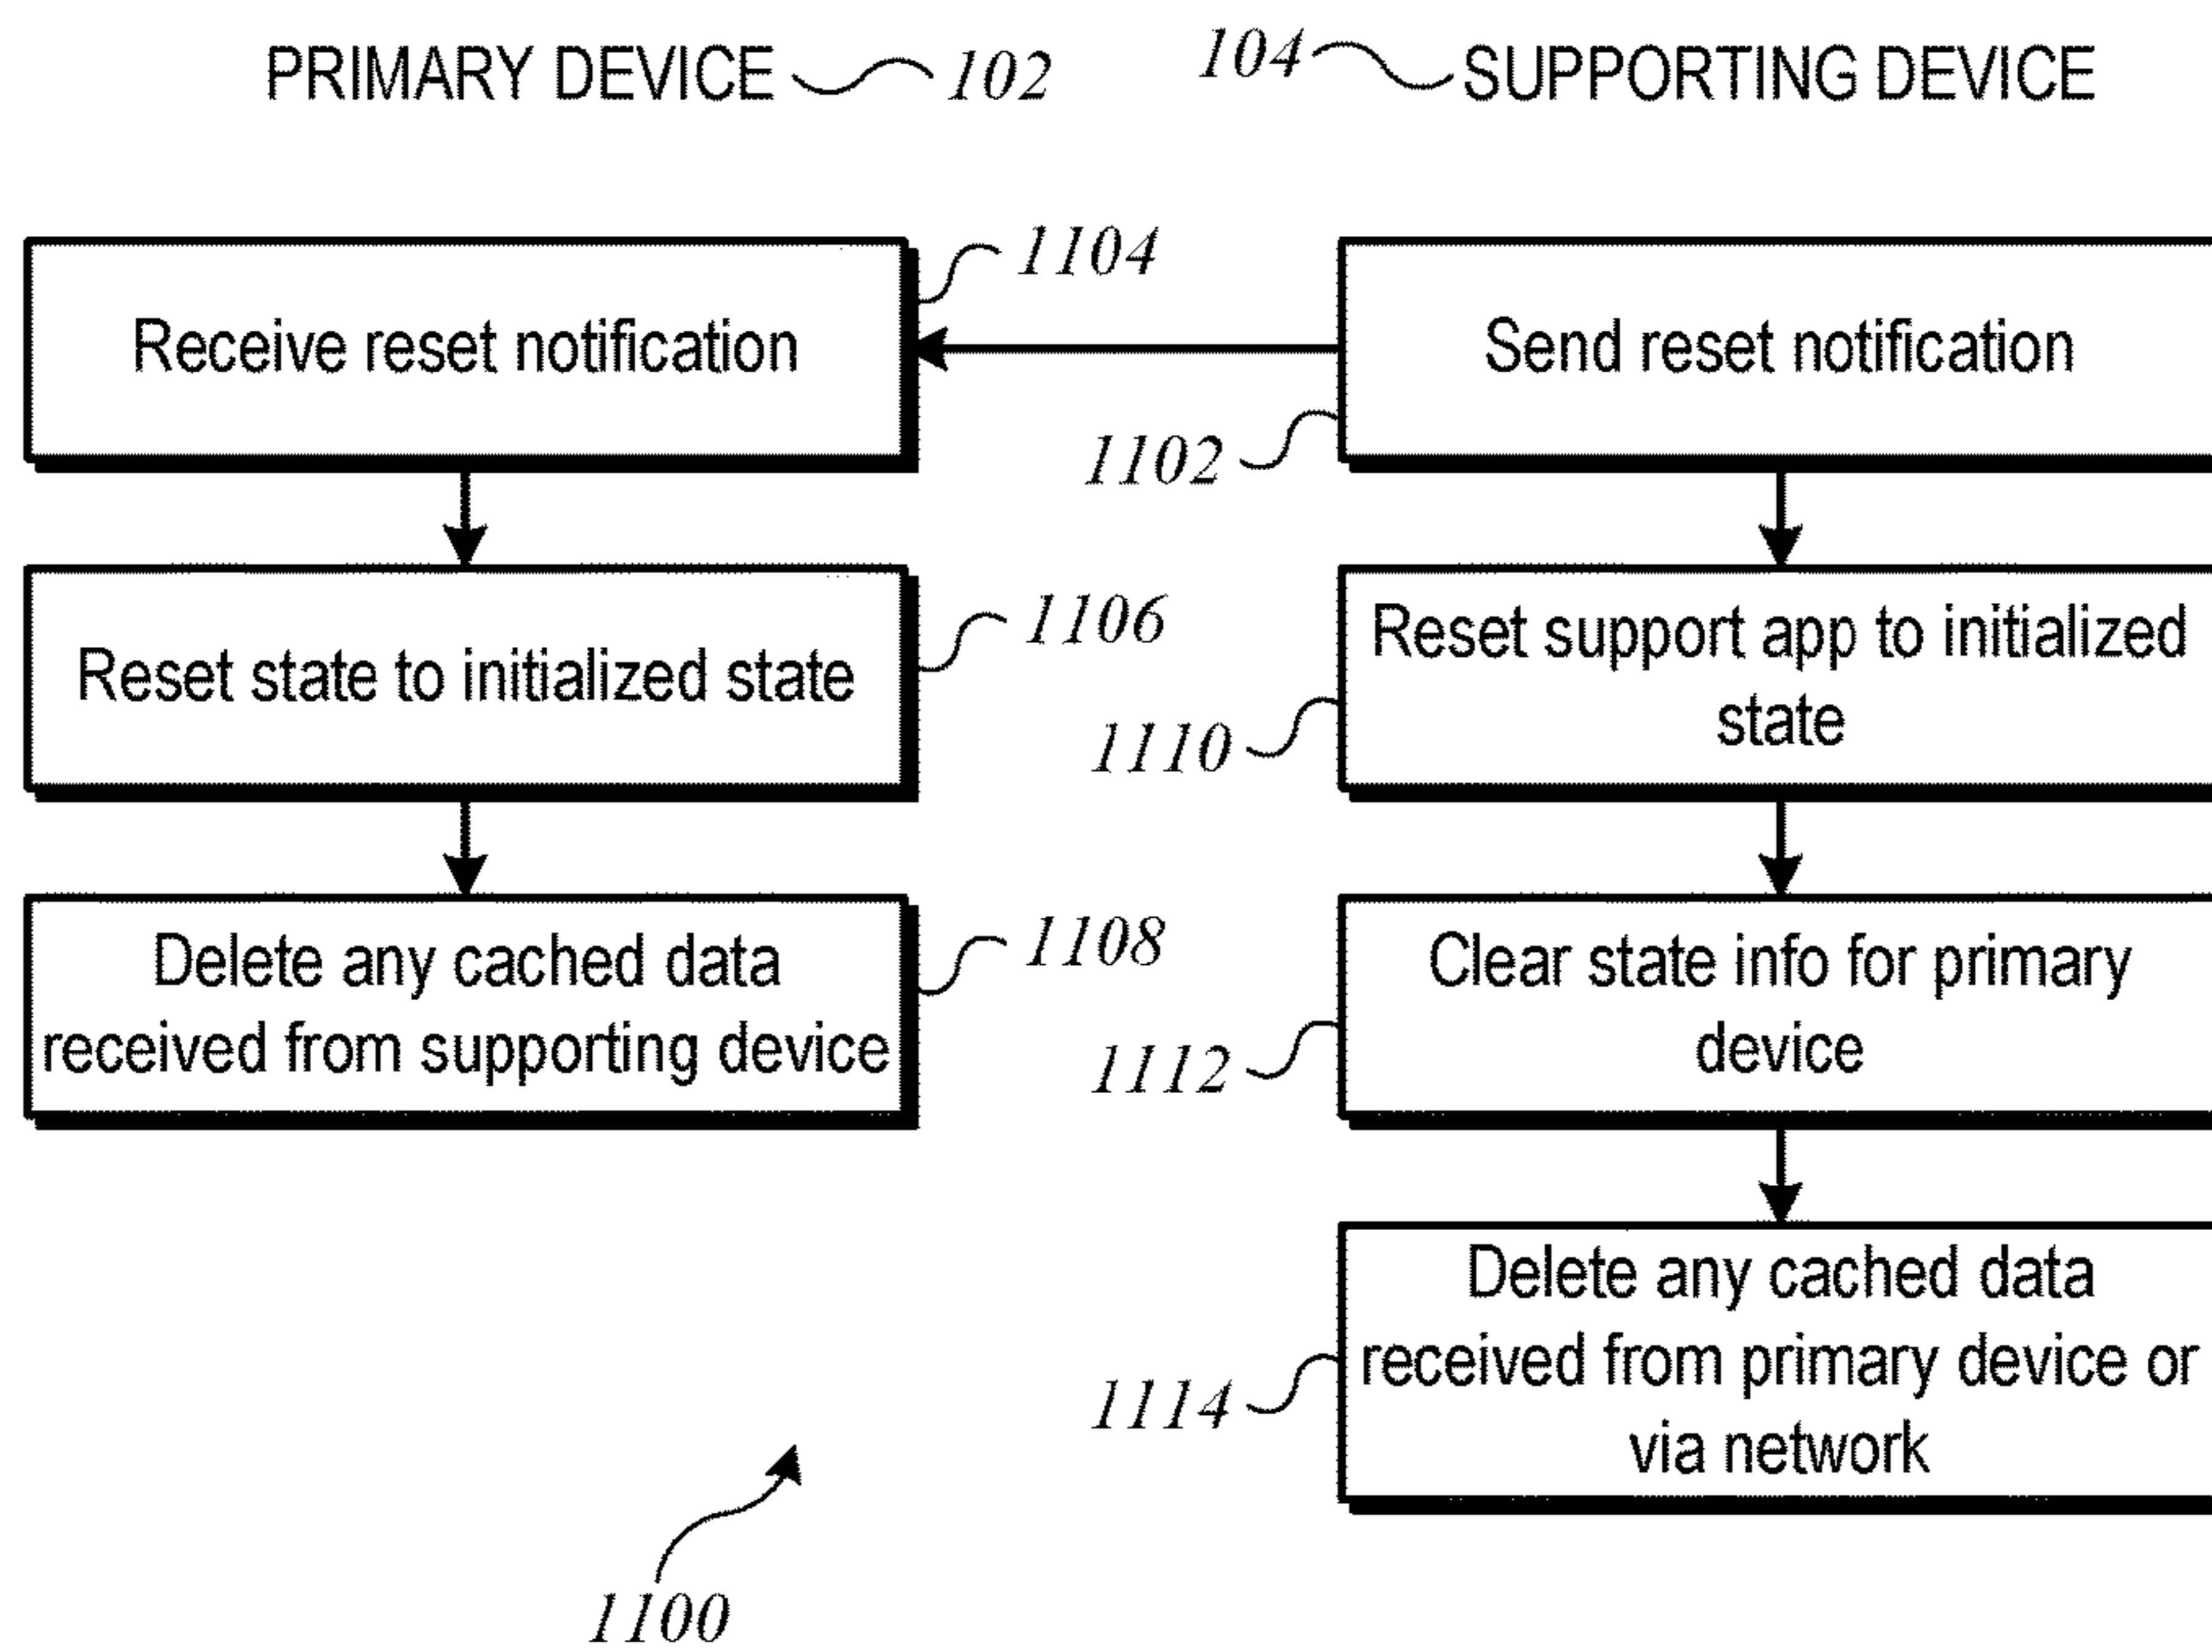 PRIMARY DEVICE 102
104 SUPPORTING DEVICE
Receive reset notification
1104
Send reset notification
1102
Reset state to initialized state
1106
Reset support app to initialized
state
1110
Delete any cached data
received from supporting device
1108
Clear state info for primary
device
1112
Delete any cached data
received from primary device or
via network
1114
1100